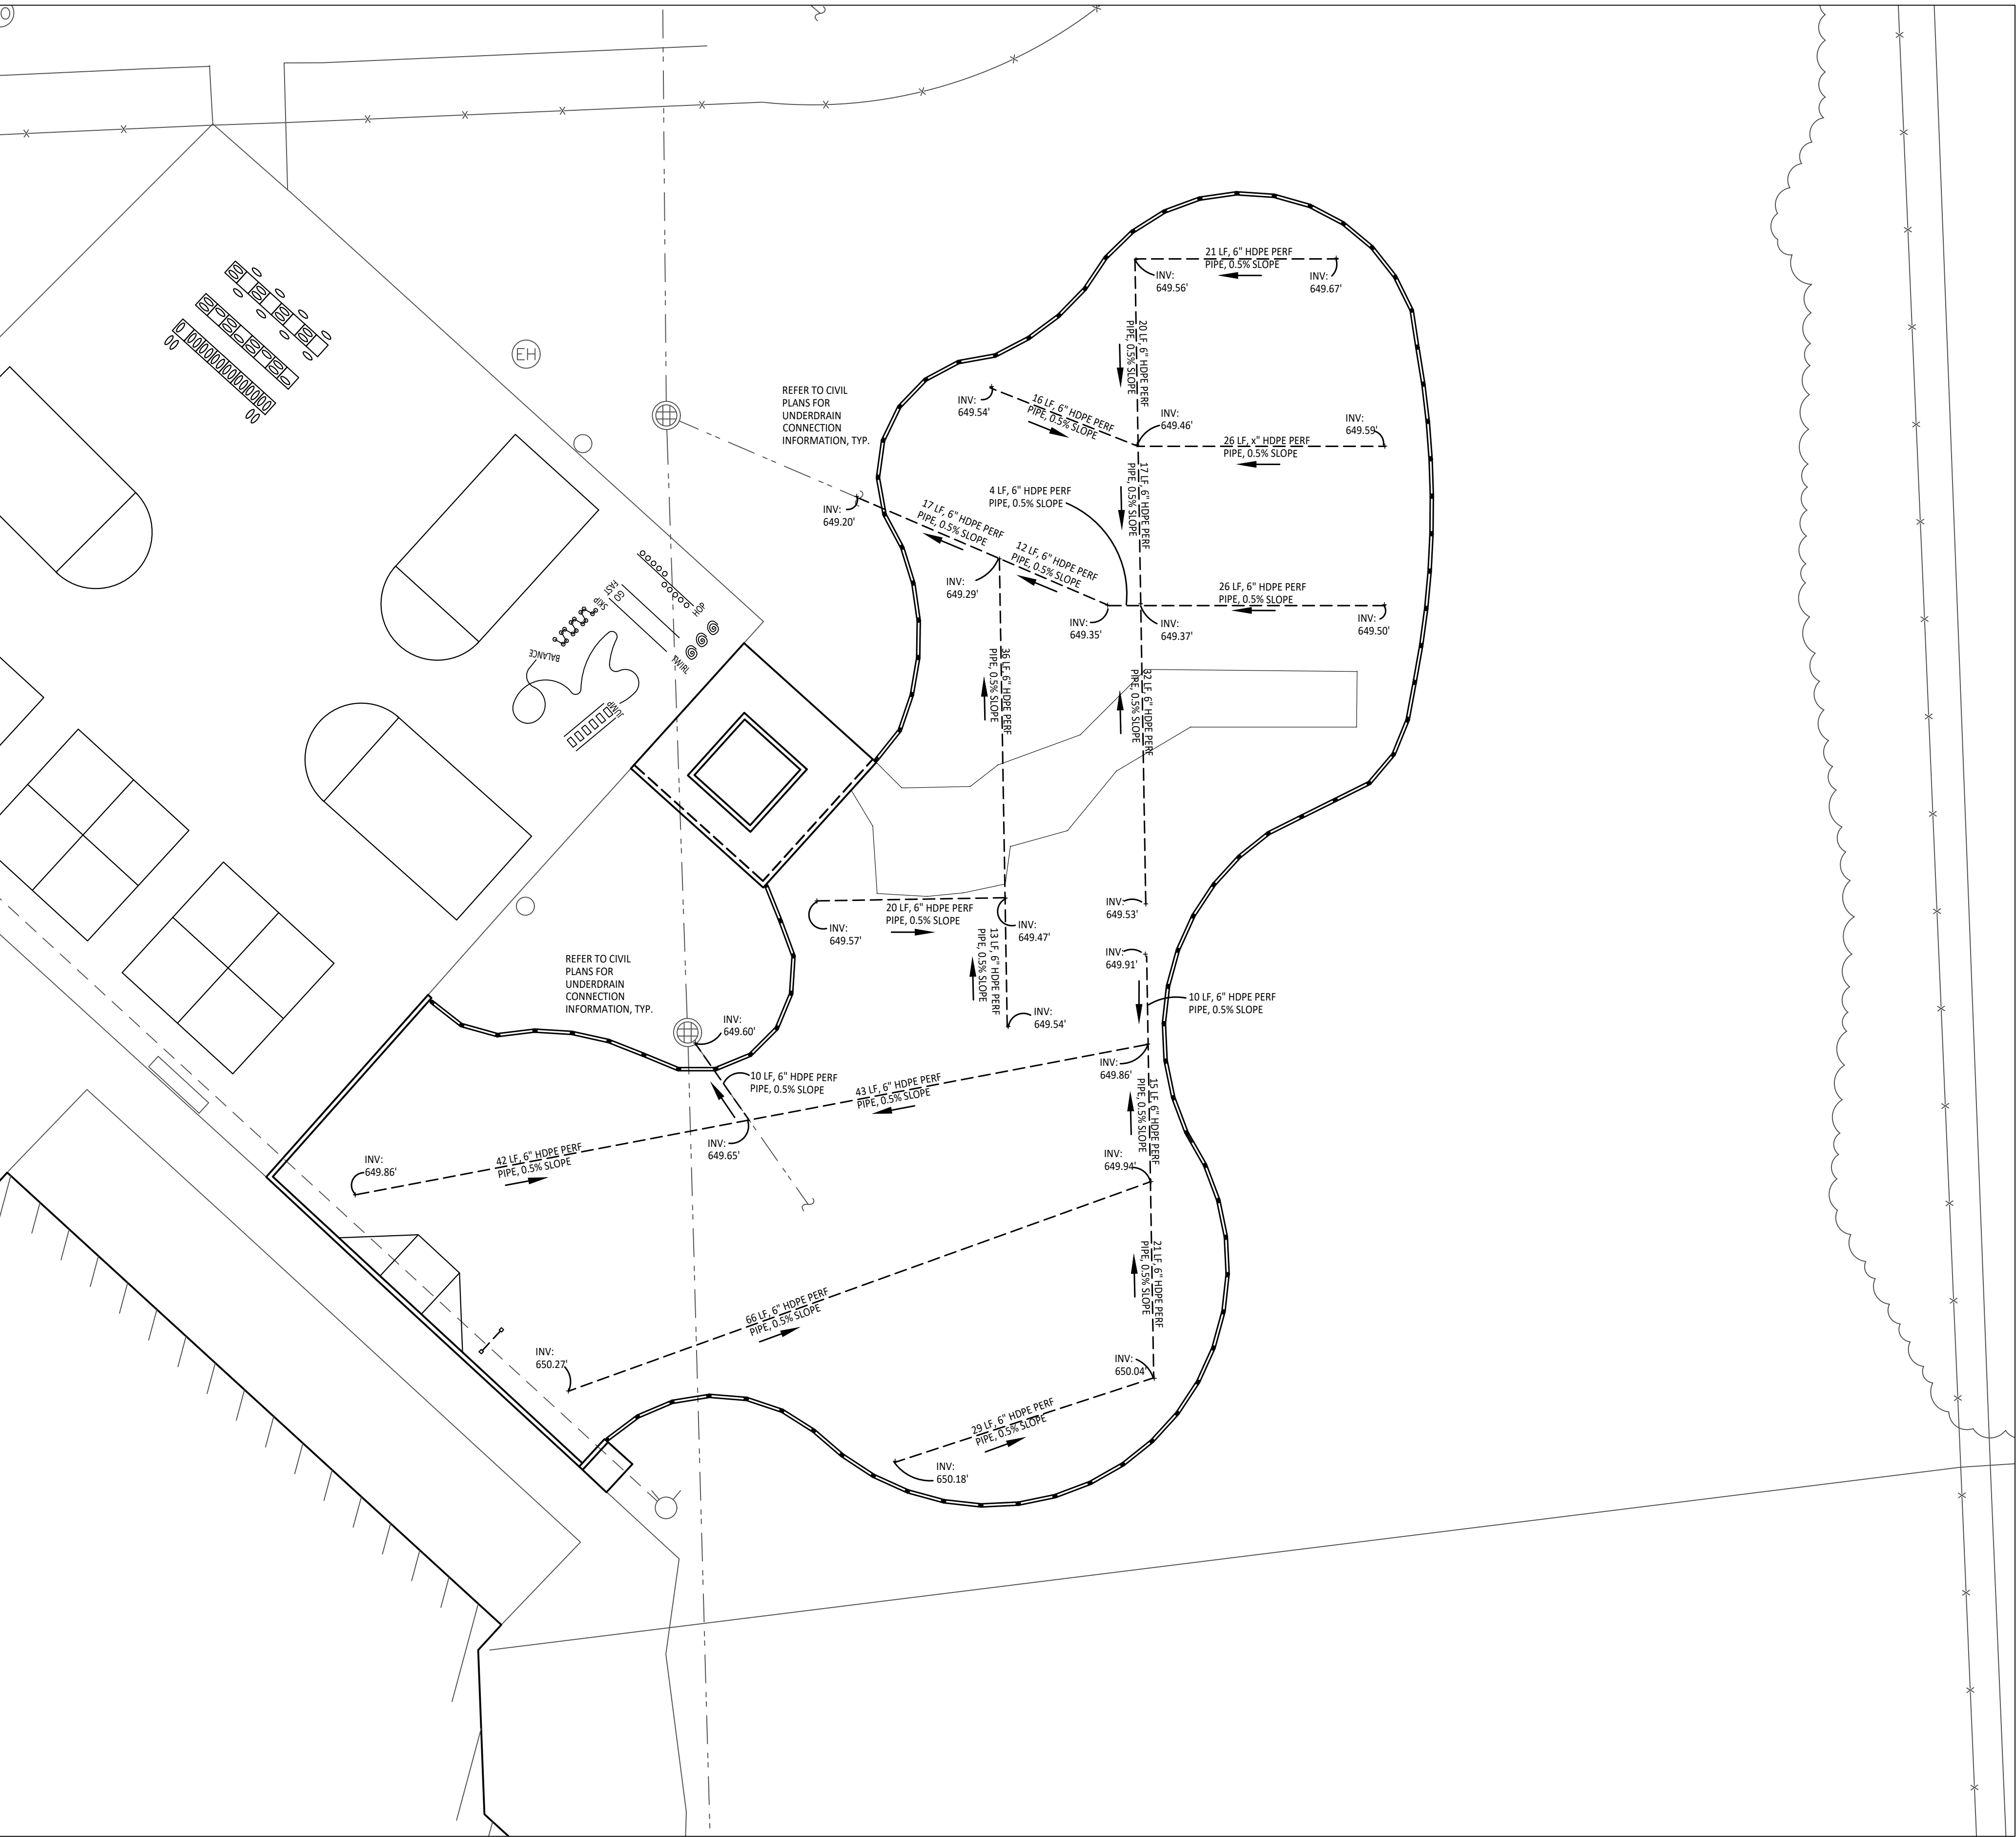 21 LF, 6" HDPE PERF
PIPE, 0.5% SLOPE
INV:
649.56'
INV:
649.67'
20 LF, 6" HDPE PERF
PIPE, 0.5% SLOPE
EH
REFER TO CIVIL
PLANS FOR
UNDERDRAIN
CONNECTION
INFORMATION, TYP.
INV:
649.54'
16 LF, 6" HDPE PERF
PIPE, 0.5% SLOPE
INV:
649.46'
INV:
649.59'
26 LF, x" HDPE PERF
PIPE, 0.5% SLOPE
17 LF, 6" HDPE PERF
PIPE, 0.5% SLOPE
4 LF, 6" HDPE PERF
PIPE, 0.5% SLOPE
INV:
649.20'
17 LF, 6" HDPE PERF
PIPE, 0.5% SLOPE
12 LF, 6" HDPE PERF
PIPE, 0.5% SLOPE
INV:
649.29'
26 LF, 6" HDPE PERF
PIPE, 0.5% SLOPE
INV:
649.35'
INV:
649.37'
INV:
649.50'
HOP
GO
FAST
SKIP
TWIRL
BALANCE
JUMP
36 LF, 6" HDPE PERF
PIPE, 0.5% SLOPE
32 LF, 6" HDPE PERF
PIPE, 0.5% SLOPE
INV:
649.53'
20 LF, 6" HDPE PERF
PIPE, 0.5% SLOPE
INV:
649.57'
INV:
649.47'
13 LF, 6" HDPE PERF
PIPE, 0.5% SLOPE
INV:
649.91'
REFER TO CIVIL
PLANS FOR
UNDERDRAIN
CONNECTION
INFORMATION, TYP.
10 LF, 6" HDPE PERF
PIPE, 0.5% SLOPE
INV:
649.60'
INV:
649.54'
INV:
649.86'
10 LF, 6" HDPE PERF
PIPE, 0.5% SLOPE
43 LF, 6" HDPE PERF
PIPE, 0.5% SLOPE
15 LF, 6" HDPE PERF
PIPE, 0.5% SLOPE
INV:
649.65'
INV:
649.86'
42 LF, 6" HDPE PERF
PIPE, 0.5% SLOPE
INV:
649.94'
21 LF, 6" HDPE PERF
PIPE, 0.5% SLOPE
66 LF, 6" HDPE PERF
PIPE, 0.5% SLOPE
INV:
650.27'
INV:
650.04'
29 LF, 6" HDPE PERF
PIPE, 0.5% SLOPE
INV:
650.18'